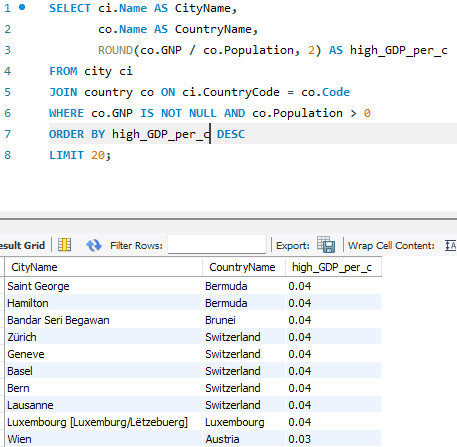 1 SELECT ci.Name AS CityName,
2 co.Name AS CountryName,
3 ROUND(co.GNP / co.Population, 2) AS high_GDP_per_c
4 FROM city ci
5 JOIN country co ON ci.CountryCode = co.Code
6 WHERE co.GNP IS NOT NULL AND co.Population > 0
7 ORDER BY high_GDP_per_c DESC
8 LIMIT 20;
esult Grid Filter Rows: Export: Wrap Cell Content:
CityName CountryName high_GDP_per_c
Saint George Bermuda 0.04
Hamilton Bermuda 0.04
Bandar Seri Begawan Brunei 0.04
Zürich Switzerland 0.04
Geneve Switzerland 0.04
Basel Switzerland 0.04
Bern Switzerland 0.04
Lausanne Switzerland 0.04
Luxembourg [Luxemburg/Lëtzebuerg] Luxembourg 0.04
Wien Austria 0.03